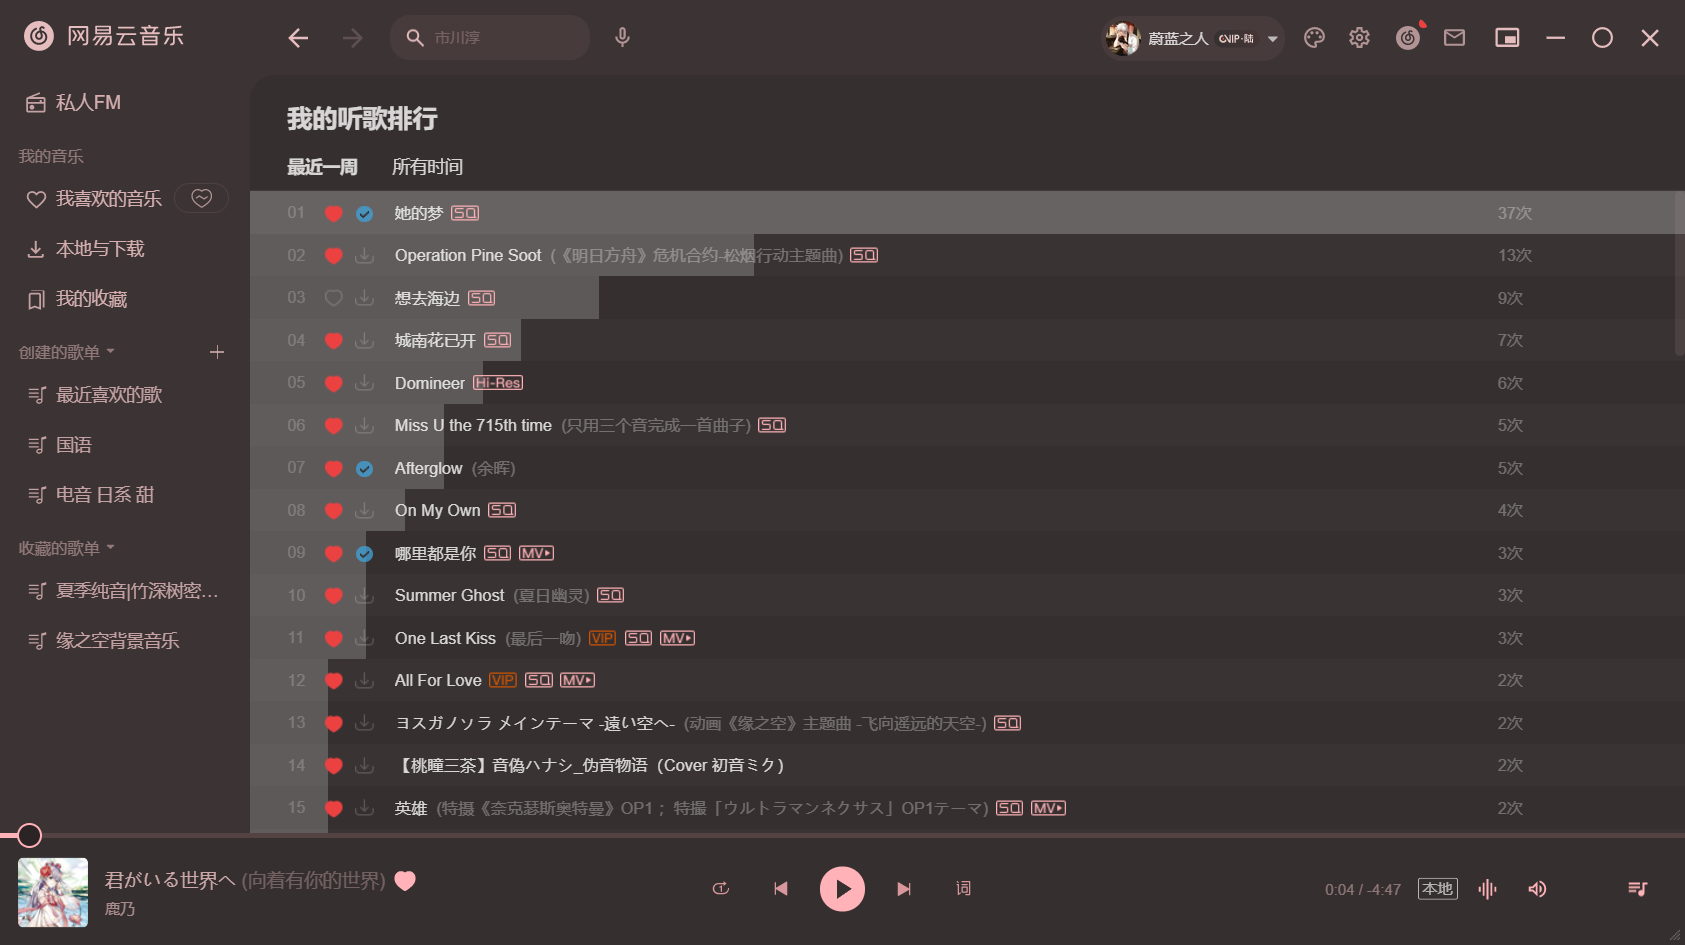 网易云音乐
市川淳
蔚蓝之人 VIP·陆
私人FM
我的音乐
我喜欢的音乐
本地与下载
我的收藏
创建的歌单
最近喜欢的歌
国语
电音 日系 甜
收藏的歌单
夏季纯音|竹深树密…
缘之空背景音乐
我的听歌排行
最近一周 所有时间
01 她的梦 SQ 37次
02 Operation Pine Soot (《明日方舟》危机合约-松烟行动主题曲) SQ 13次
03 想去海边 SQ 9次
04 城南花已开 SQ 7次
05 Domineer Hi-Res 6次
06 Miss U the 715th time (只用三个音完成一首曲子) SQ 5次
07 Afterglow (余晖) 5次
08 On My Own SQ 4次
09 哪里都是你 SQ MV 3次
10 Summer Ghost (夏日幽灵) SQ 3次
11 One Last Kiss (最后一吻) VIP SQ MV 3次
12 All For Love VIP SQ MV 2次
13 ヨスガノソラ メインテーマ -遠い空へ- (动画《缘之空》主题曲 -飞向遥远的天空-) SQ 2次
14 【桃瞳三茶】音偽ハナシ_伪音物语（Cover 初音ミク） 2次
15 英雄 (特摄《奈克瑟斯奥特曼》OP1 ；特撮「ウルトラマンネクサス」OP1テーマ) SQ MV 2次
君がいる世界へ (向着有你的世界)
鹿乃
词
0:04 / -4:47 本地